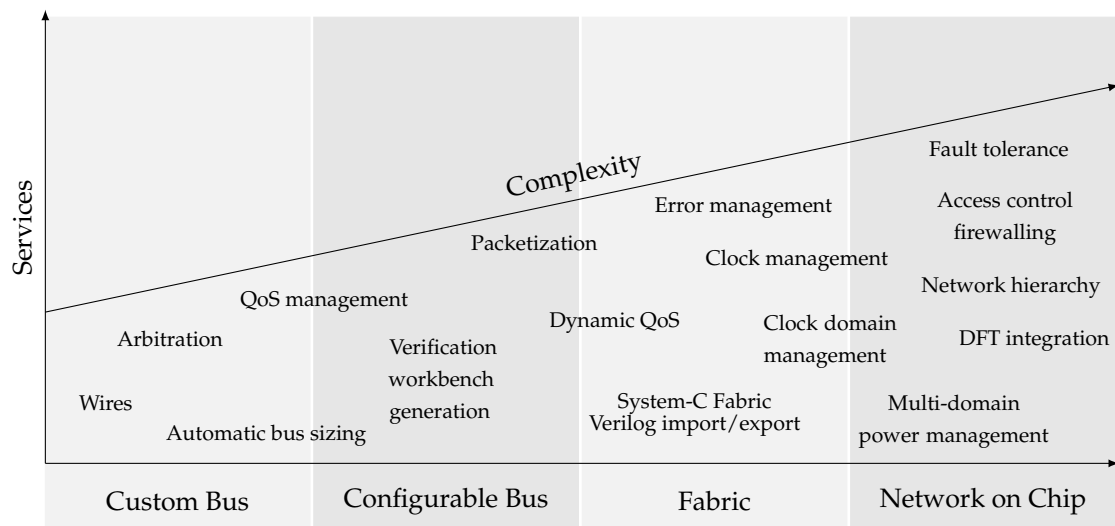 Services
Complexity
Fault tolerance
Error management
Access control
firewalling
Packetization
Clock management
QoS management
Network hierarchy
Arbitration
Dynamic QoS
Clock domain
management
DFT integration
Verification
workbench
generation
Wires
Automatic bus sizing
System-C Fabric
Verilog import/export
Multi-domain
power management
Custom Bus
Configurable Bus
Fabric
Network on Chip